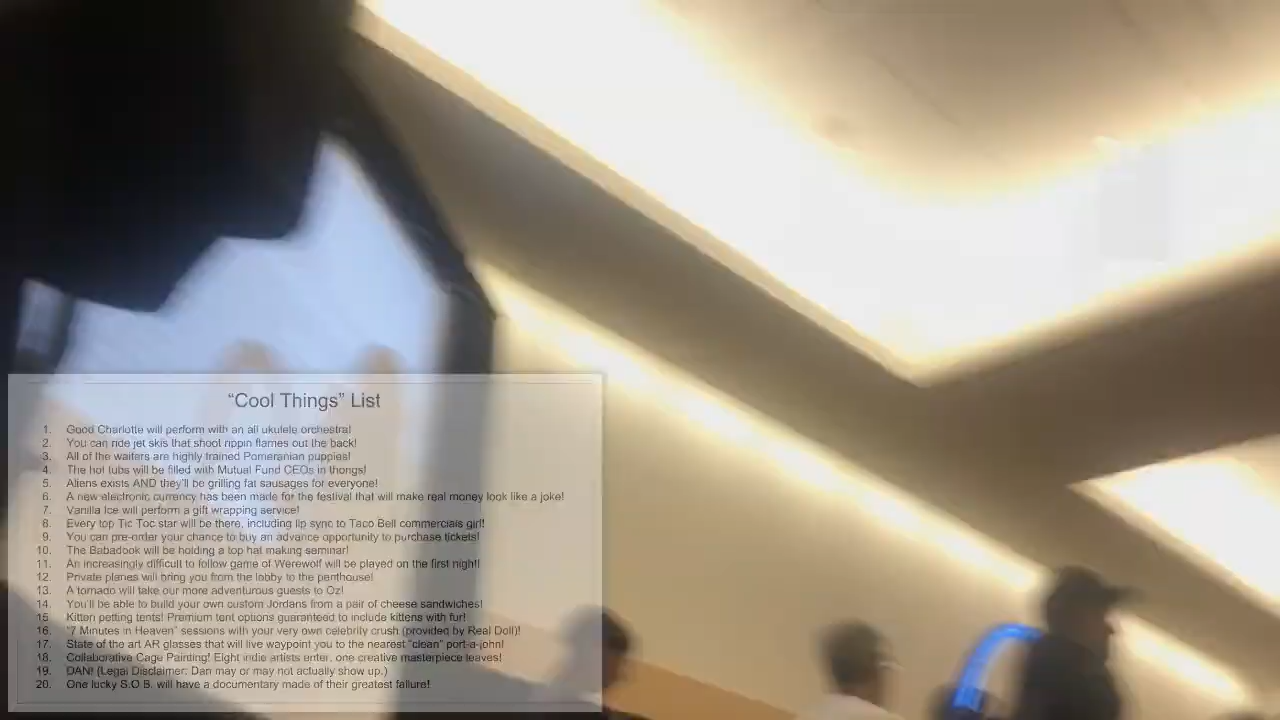 “Cool Things” List
1. Good Charlotte will perform with an all ukulele orchestra!
2. You can ride jet skis that shoot rippin flames out the back!
3. All of the waiters are highly trained Pomeranian puppies!
4. The hot tubs will be filled with Mutual Fund CEOs in thongs!
5. Aliens exists AND they'll be grilling fat sausages for everyone!
6. A new electronic currency has been made for the festival that will make real money look like a joke!
7. Vanilla Ice will perform a gift wrapping service!
8. Every top Tic Toc star will be there, including lip sync to Taco Bell commercials girl!
9. You can pre-order your chance to buy an advance opportunity to purchase tickets!
10. The Babadook will be holding a top hat making seminar!
11. An increasingly difficult to follow game of Werewolf will be played on the first night!
12. Private planes will bring you from the lobby to the penthouse!
13. A tornado will take our more adventurous guests to Oz!
14. You'll be able to build your own custom Jordans from a pair of cheese sandwiches!
15. Kitten petting tents! Premium tent options guaranteed to include kittens with fur!
16. "7 Minutes in Heaven" sessions with your very own celebrity crush (provided by Real Doll)!
17. State of the art AR glasses that will live waypoint you to the nearest "clean" port-a-john!
18. Collaborative Cage Painting! Eight indie artists enter, one creative masterpiece leaves!
19. DAN! (Legal Disclaimer: Dan may or may not actually show up.)
20. One lucky S.O.B. will have a documentary made of their greatest failure!